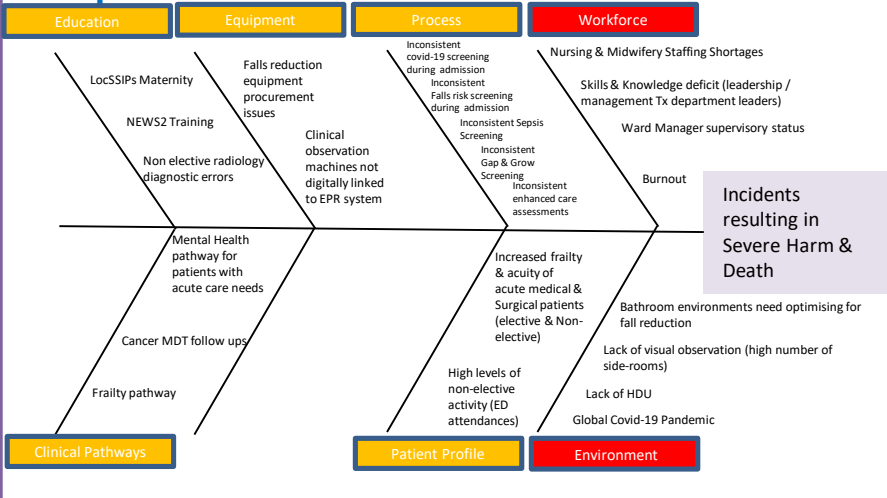 Education
Equipment
Process
Workforce
LocSSIPs Maternity
NEWS2 Training
Non elective radiology
diagnostic errors
Falls reduction
equipment
procurement
issues
Clinical
observation
machines not
digitally linked
to EPR system
Inconsistent
covid-19 screening
during admission
Inconsistent
Falls risk screening
during admission
Inconsistent Sepsis
Screening
Inconsistent
Gap & Grow
Screening
Inconsistent
enhanced care
assessments
Nursing & Midwifery Staffing Shortages
Skills & Knowledge deficit (leadership /
management Tx department leaders)
Ward Manager supervisory status
Burnout
Incidents
resulting in
Severe Harm &
Death
Mental Health
pathway for
patients with
acute care needs
Cancer MDT follow ups
Frailty pathway
Increased frailty
& acuity of
acute medical &
Surgical patients
(elective & Non-
elective)
High levels of
non-elective
activity (ED
attendances)
Bathroom environments need optimising for
fall reduction
Lack of visual observation (high number of
side-rooms)
Lack of HDU
Global Covid-19 Pandemic
Clinical Pathways
Patient Profile
Environment